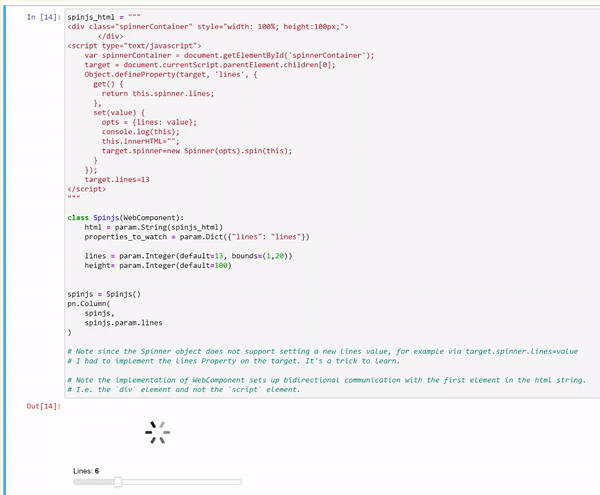 In [14]:
spinjs_html = """
<div class="spinnerContainer" style="width: 100%; height:100px;">
</div>
<script type="text/javascript">
var spinnerContainer = document.getElementById('spinnerContainer');
target = document.currentScript.parentElement.children[0];
Object.defineProperty(target, 'lines', {
get() {
return this.spinner.lines;
},
set(value) {
opts = {lines: value};
console.log(this);
this.innerHTML="";
target.spinner=new Spinner(opts).spin(this);
}
});
target.lines=13
</script>
"""
class Spinjs(WebComponent):
html = param.String(spinjs_html)
properties_to_watch = param.Dict({"lines": "lines"})
lines = param.Integer(default=13, bounds=(1,20))
height= param.Integer(default=100)
spinjs = Spinjs()
pn.Column(
spinjs,
spinjs.param.lines
)
# Note since the Spinner object does not support setting a new Lines value, for example via target.spinner.lines=value
# I had to implement the Lines Property on the target. It's a trick to learn.
# Note the implementation of WebComponent sets up bidirectional communication with the first element in the html string.
# I.e. the `div` element and not the `script` element.
Out[14]:
Lines: 6